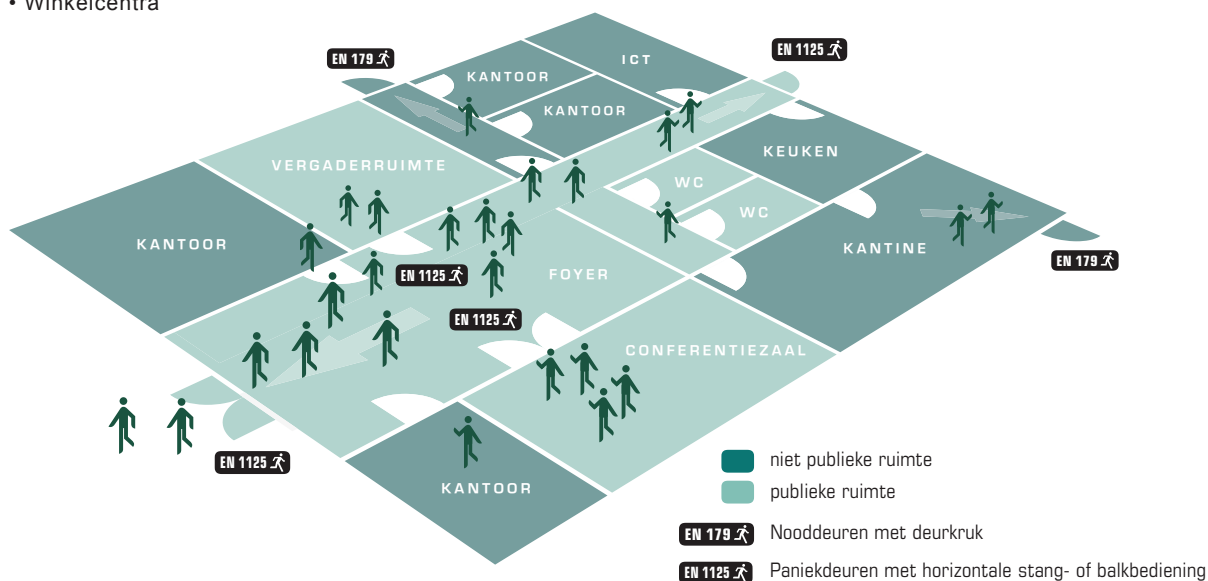 • Winkelcentra
EN 179
EN 1125
ICT
KANTOOR
KANTOOR
KEUKEN
VERGADERRUIMTE
WC
WC
KANTOOR
KANTINE
EN 179
EN 1125
FOYER
EN 1125
CONFERENTIEZAAL
EN 1125
KANTOOR
niet publieke ruimte
publieke ruimte
EN 179 Nooddeuren met deurkruk
EN 1125 Paniekdeuren met horizontale stang- of balkbediening